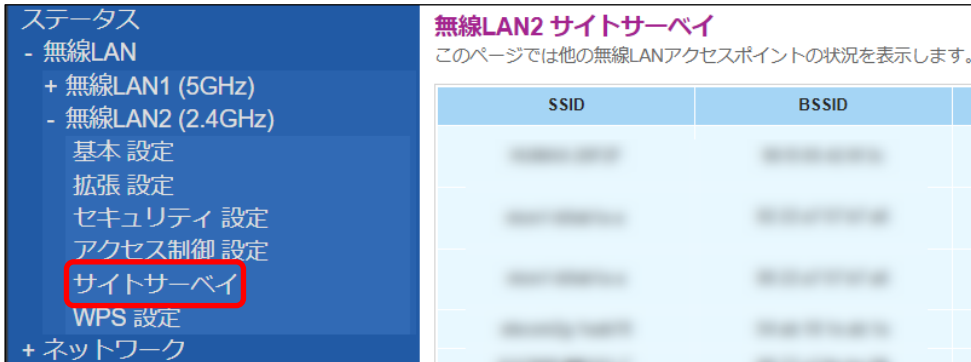 ステータス
- 無線LAN
+ 無線LAN1 (5GHz)
- 無線LAN2 (2.4GHz)
基本 設定
拡張 設定
セキュリティ 設定
アクセス制御 設定
サイトサーベイ
WPS 設定
+ ネットワーク
無線LAN2 サイトサーベイ
このページでは他の無線LANアクセスポイントの状況を表示します。
SSID BSSID